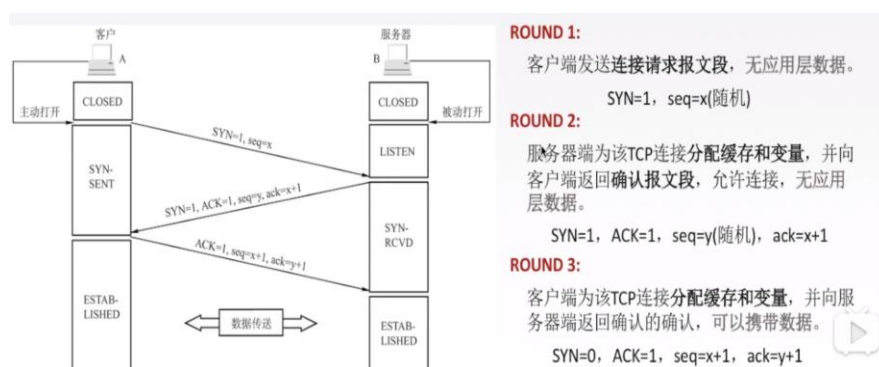 客户
服务器
A
B
主动打开
CLOSED
CLOSED
被动打开
SYN=1, seq=x
LISTEN
SYN-
SENT
SYN=1, ACK=1, seq=y, ack=x+1
SYN-
RCVD
ACK=1, seq=x+1, ack=y+1
ESTAB-
LISHED
数据传送
ESTAB-
LISHED
ROUND 1:
客户端发送连接请求报文段，无应用层数据。
SYN=1，seq=x(随机)
ROUND 2:
服务器端为该TCP连接分配缓存和变量，并向
客户端返回确认报文段，允许连接，无应用
层数据。
SYN=1，ACK=1，seq=y(随机)，ack=x+1
ROUND 3:
客户端为该TCP连接分配缓存和变量，并向服
务器端返回确认的确认，可以携带数据。
SYN=0，ACK=1，seq=x+1，ack=y+1